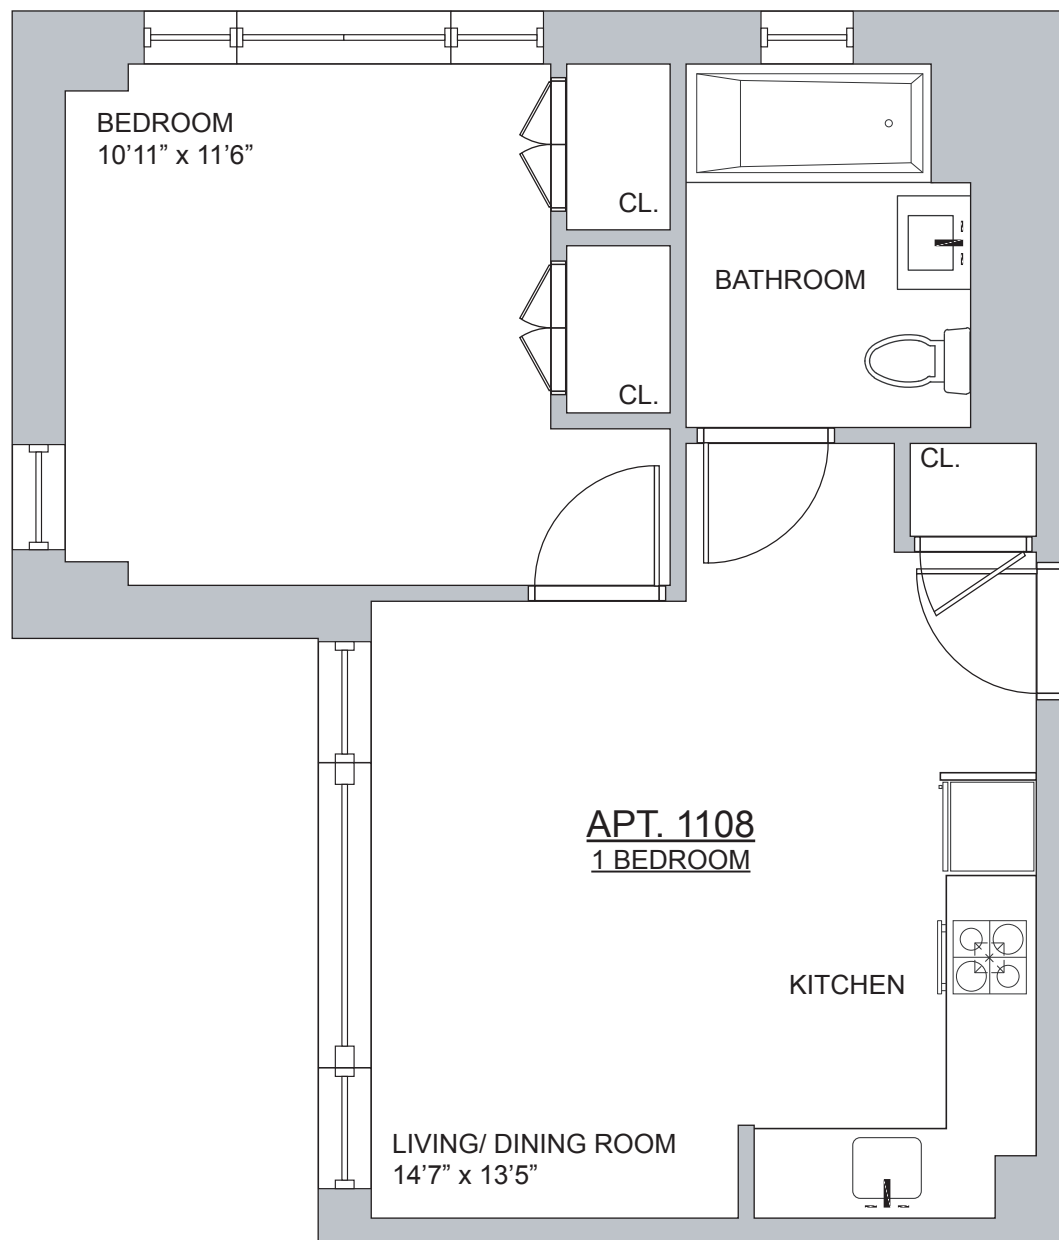 BEDROOM
10’11” x 11’6”
CL.
BATHROOM
CL.
CL.
APT. 1108
1 BEDROOM
KITCHEN
LIVING/ DINING ROOM
14’7” x 13’5”